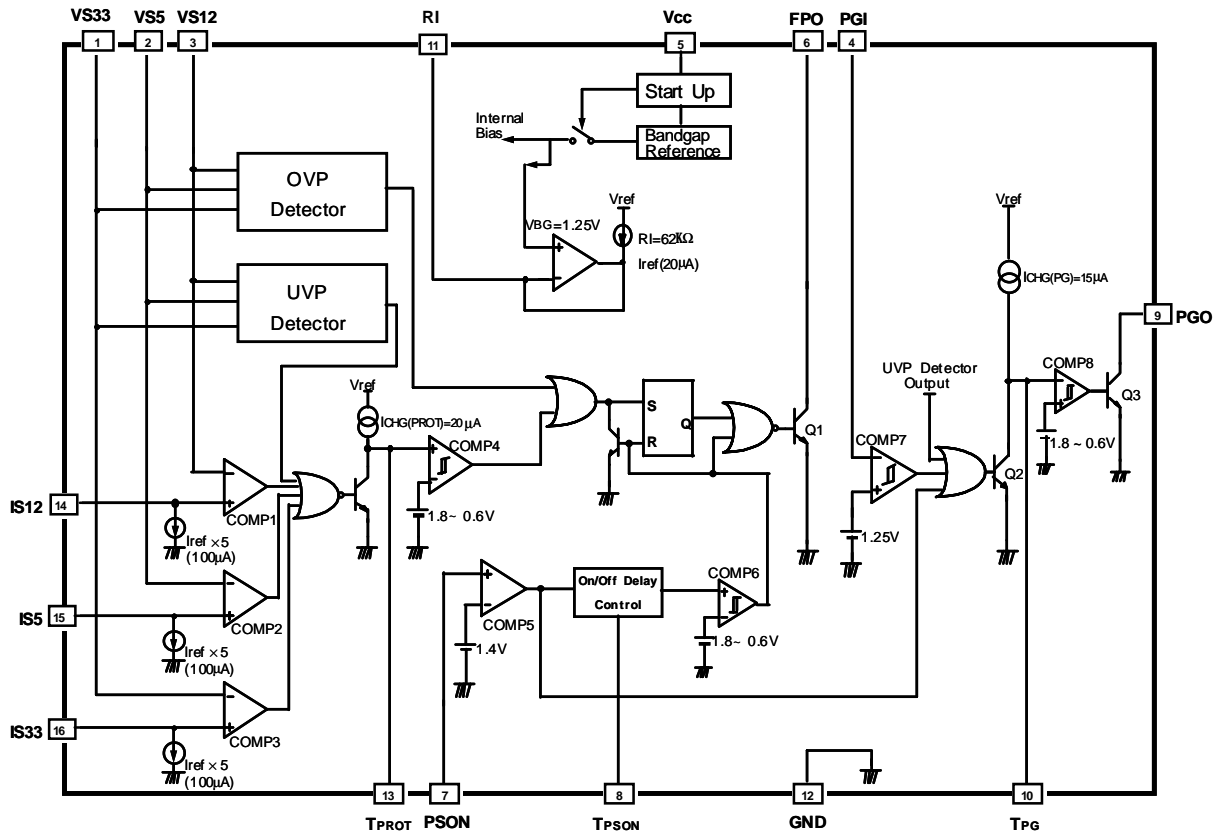 VS33 VS5 VS12 RI Vcc FPO PGI
1 2 3 11 5 6 4
Start Up
Internal
Bias
Bandgap
Reference
OVP
Detector
Vref
VBG=1.25V
RI=62KΩ
Iref(20μA)
Vref
ICHG(PG)=15μA
UVP
Detector
9 PGO
Vref
ICHG(PROT)=20μA
COMP4
1.8~ 0.6V
S
R
Q
Q1
UVP Detector
Output
COMP7
1.25V
Q2
COMP8
Q3
1.8~0.6V
IS12 14
COMP1
Iref × 5
(100μA)
IS5 15
COMP2
Iref × 5
(100μA)
IS33 16
COMP3
Iref × 5
(100μA)
COMP5
1.4V
On/Off Delay
Control
COMP6
1.8~ 0.6V
13 7 8 12 10
TPROT PSON TPSON GND TPG